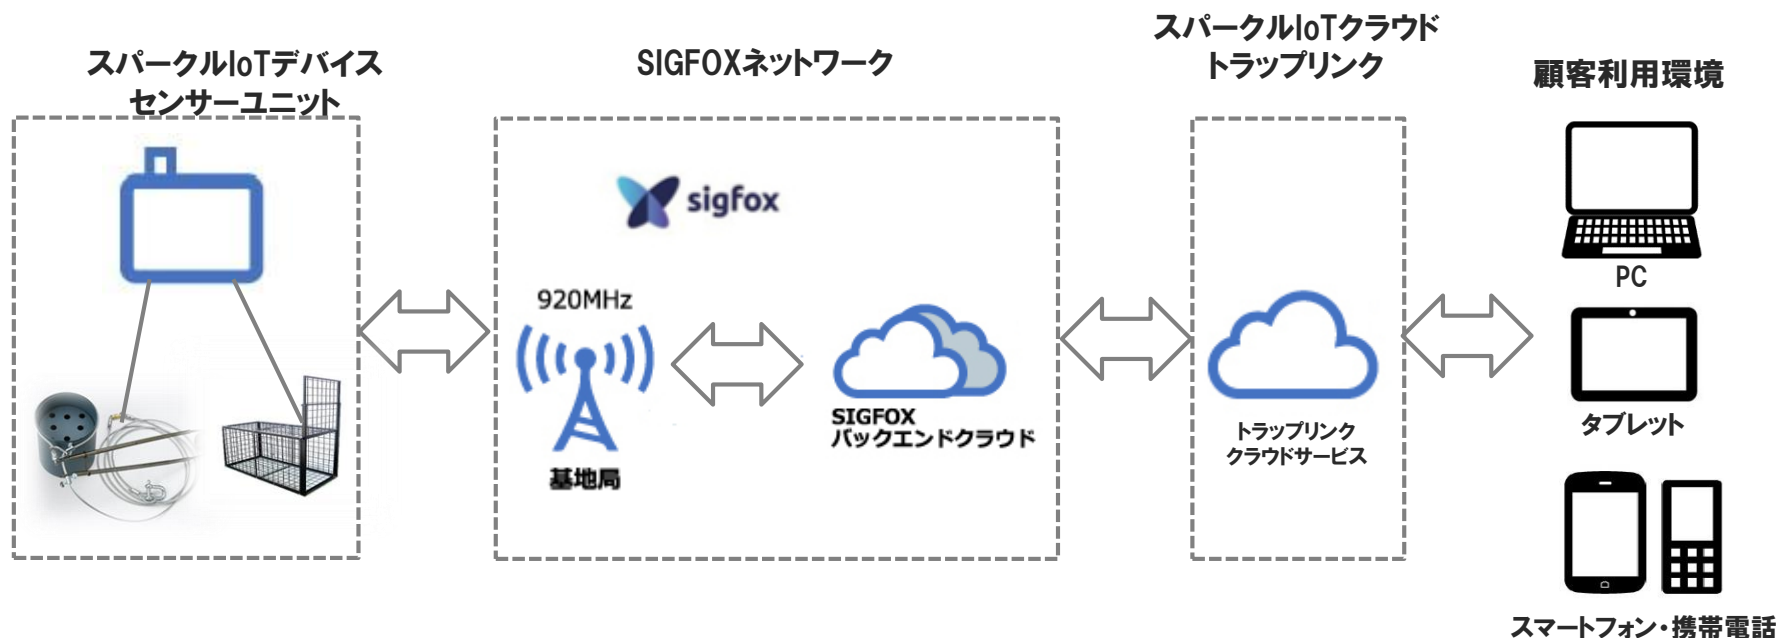 スパークルIoTデバイス
センサーユニット
SIGFOXネットワーク
スパークルIoTクラウド
トラップリンク
顧客利用環境
sigfox
920MHz
基地局
SIGFOX
バックエンドクラウド
トラップリンク
クラウドサービス
PC
タブレット
スマートフォン・携帯電話